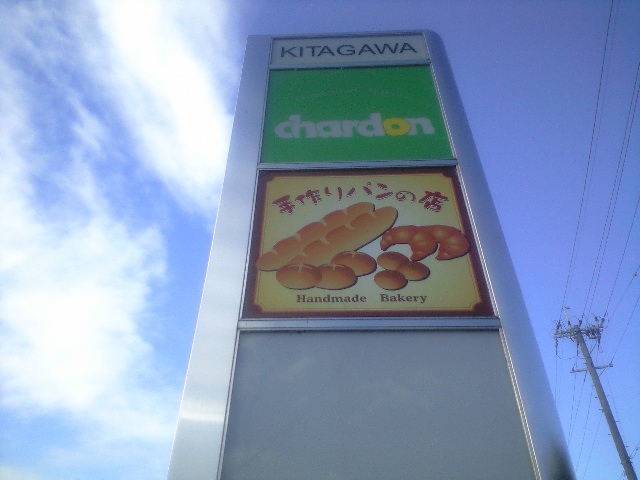 KITAGAWA
chardon
手作りパンの店
Handmade Bakery